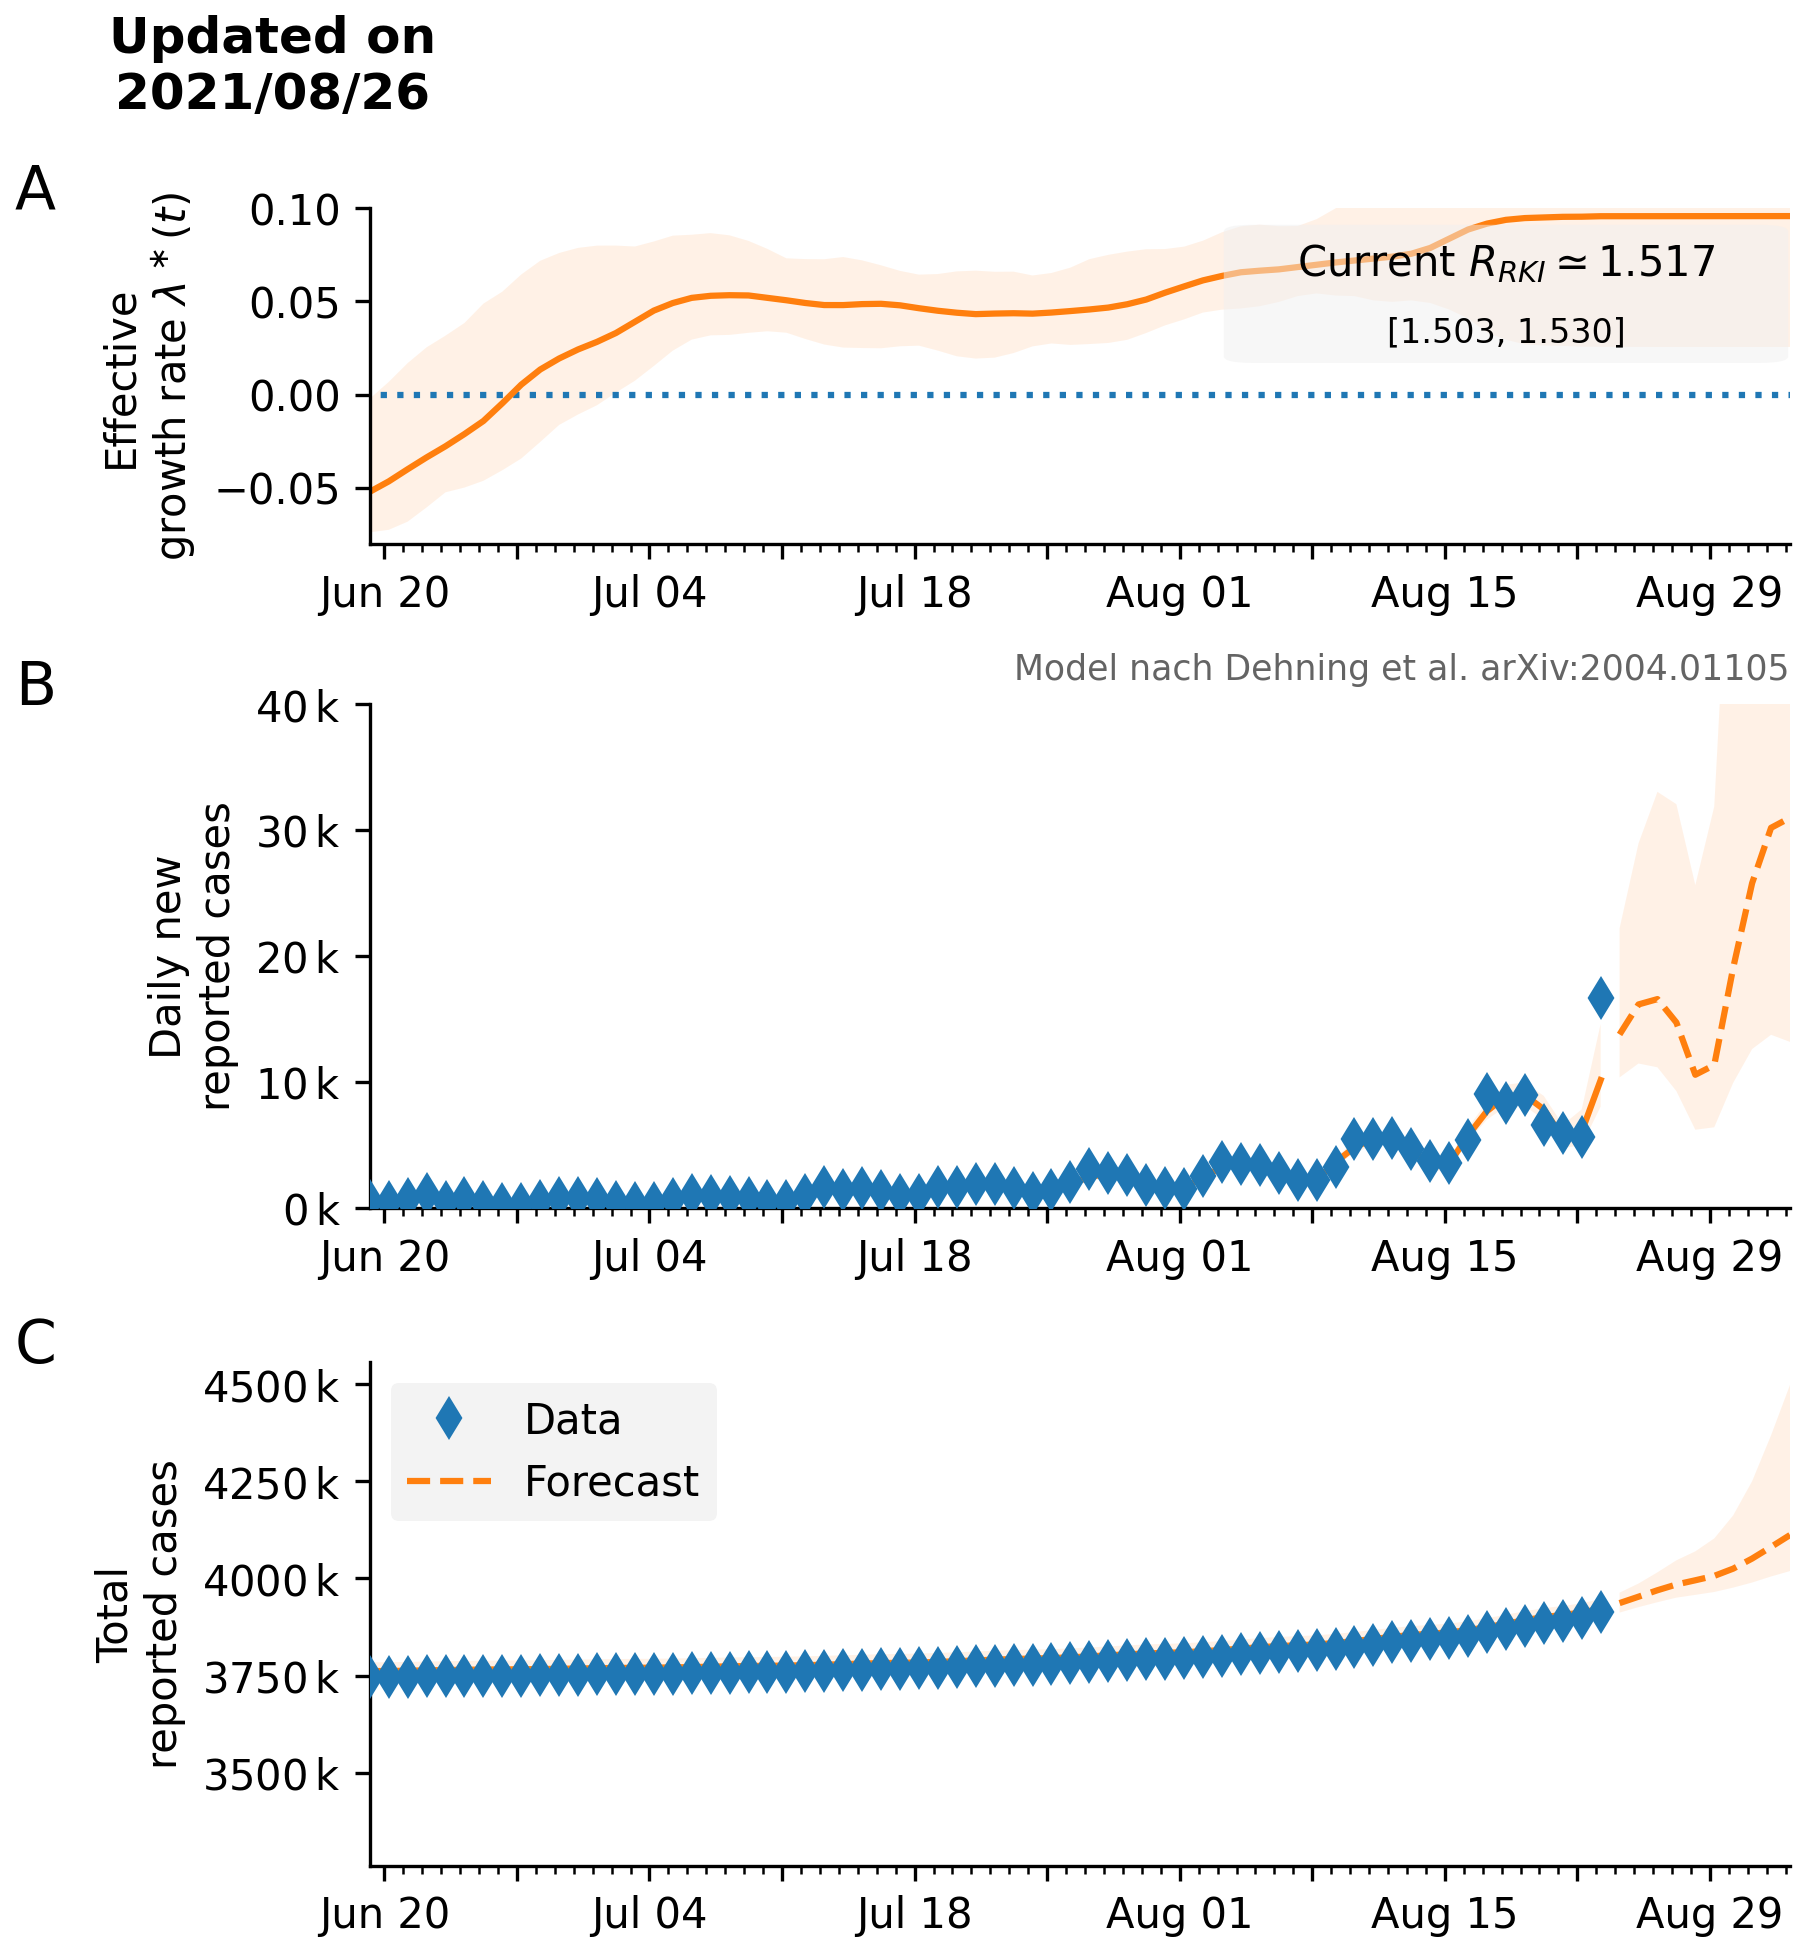 Updated on
2021/08/26
A
Effective
growth rate λ * (t)
0.10
0.05
0.00
−0.05
Current R_RKI ≃ 1.517
[1.503, 1.530]
Jun 20
Jul 04
Jul 18
Aug 01
Aug 15
Aug 29
Model nach Dehning et al. arXiv:2004.01105
B
Daily new
reported cases
40 k
30 k
20 k
10 k
0 k
Jun 20
Jul 04
Jul 18
Aug 01
Aug 15
Aug 29
C
Total
reported cases
4500 k
4250 k
4000 k
3750 k
3500 k
Data
Forecast
Jun 20
Jul 04
Jul 18
Aug 01
Aug 15
Aug 29